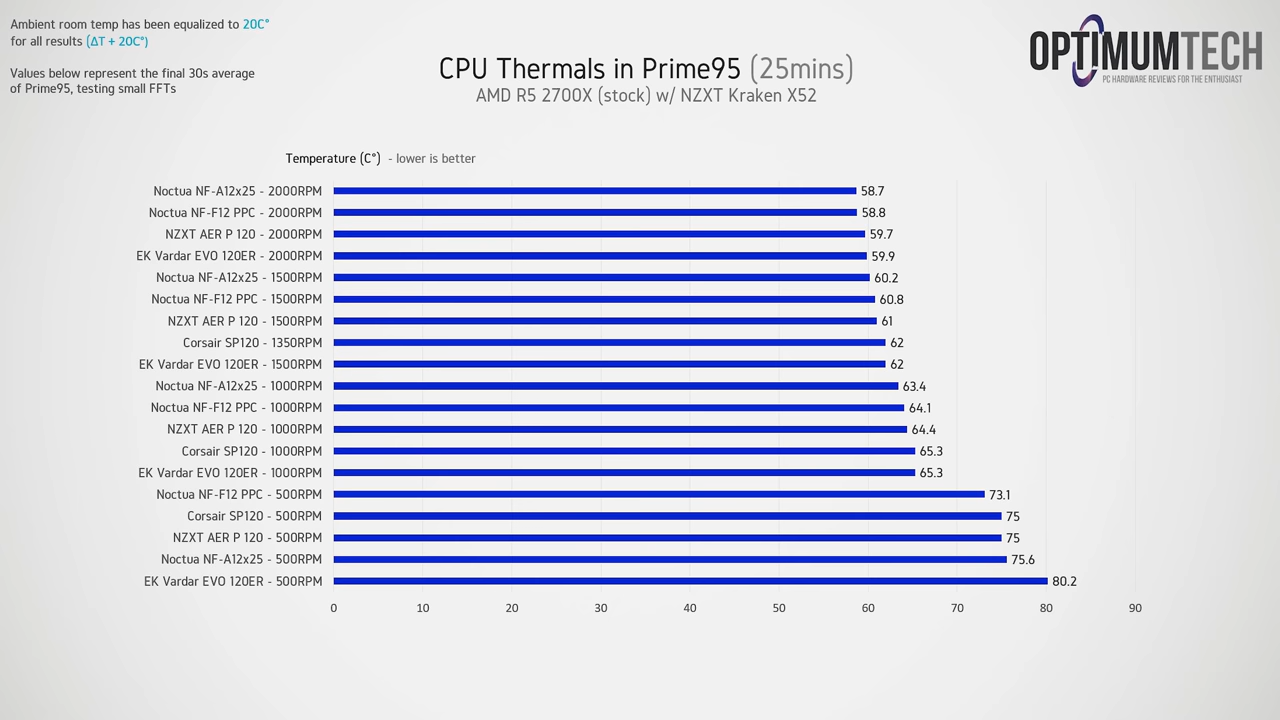 Ambient room temp has been equalized to 20C°
for all results (ΔT + 20C°)
Values below represent the final 30s average
of Prime95, testing small FFTs
OPTIMUMTECH
PC HARDWARE REVIEWS FOR THE ENTHUSIAST
CPU Thermals in Prime95 (25mins)
AMD R5 2700X (stock) w/ NZXT Kraken X52
Temperature (C°) - lower is better
Noctua NF-A12x25 - 2000RPM 58.7
Noctua NF-F12 PPC - 2000RPM 58.8
NZXT AER P 120 - 2000RPM 59.7
EK Vardar EVO 120ER - 2000RPM 59.9
Noctua NF-A12x25 - 1500RPM 60.2
Noctua NF-F12 PPC - 1500RPM 60.8
NZXT AER P 120 - 1500RPM 61
Corsair SP120 - 1350RPM 62
EK Vardar EVO 120ER - 1500RPM 62
Noctua NF-A12x25 - 1000RPM 63.4
Noctua NF-F12 PPC - 1000RPM 64.1
NZXT AER P 120 - 1000RPM 64.4
Corsair SP120 - 1000RPM 65.3
EK Vardar EVO 120ER - 1000RPM 65.3
Noctua NF-F12 PPC - 500RPM 73.1
Corsair SP120 - 500RPM 75
NZXT AER P 120 - 500RPM 75
Noctua NF-A12x25 - 500RPM 75.6
EK Vardar EVO 120ER - 500RPM 80.2
0 10 20 30 40 50 60 70 80 90